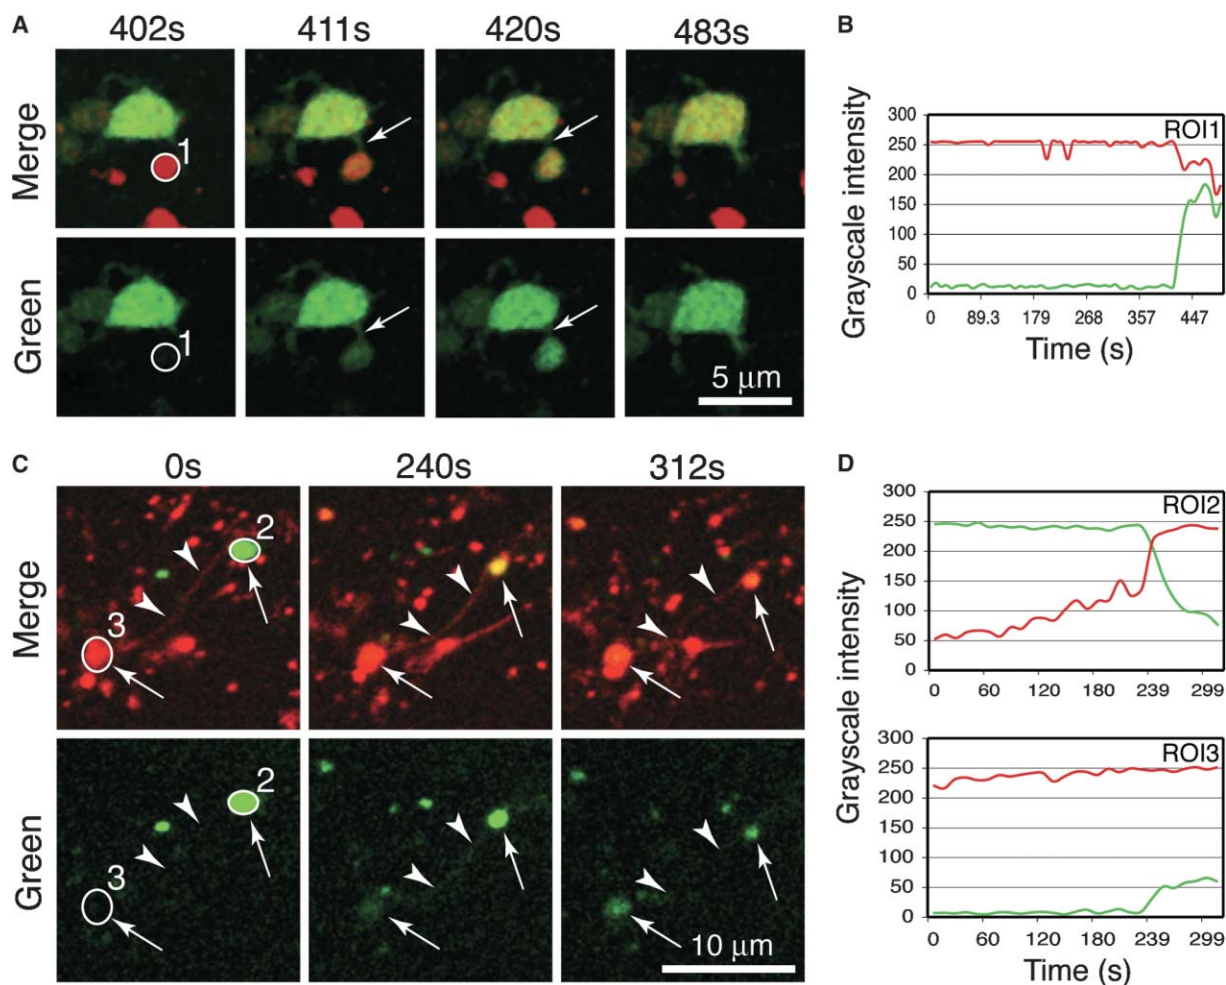 A
402s 411s 420s 483s
Merge
1
Green
1
5 µm
B
Grayscale intensity
300
250
200
150
100
50
0
ROI1
0 89.3 179 268 357 447
Time (s)
C
0s 240s 312s
Merge
2
3
Green
2
3
10 µm
D
Grayscale intensity
300
250
200
150
100
50
0
ROI2
0 60 120 180 239 299
300
250
200
150
100
50
0
ROI3
0 60 120 180 239 299
Time (s)